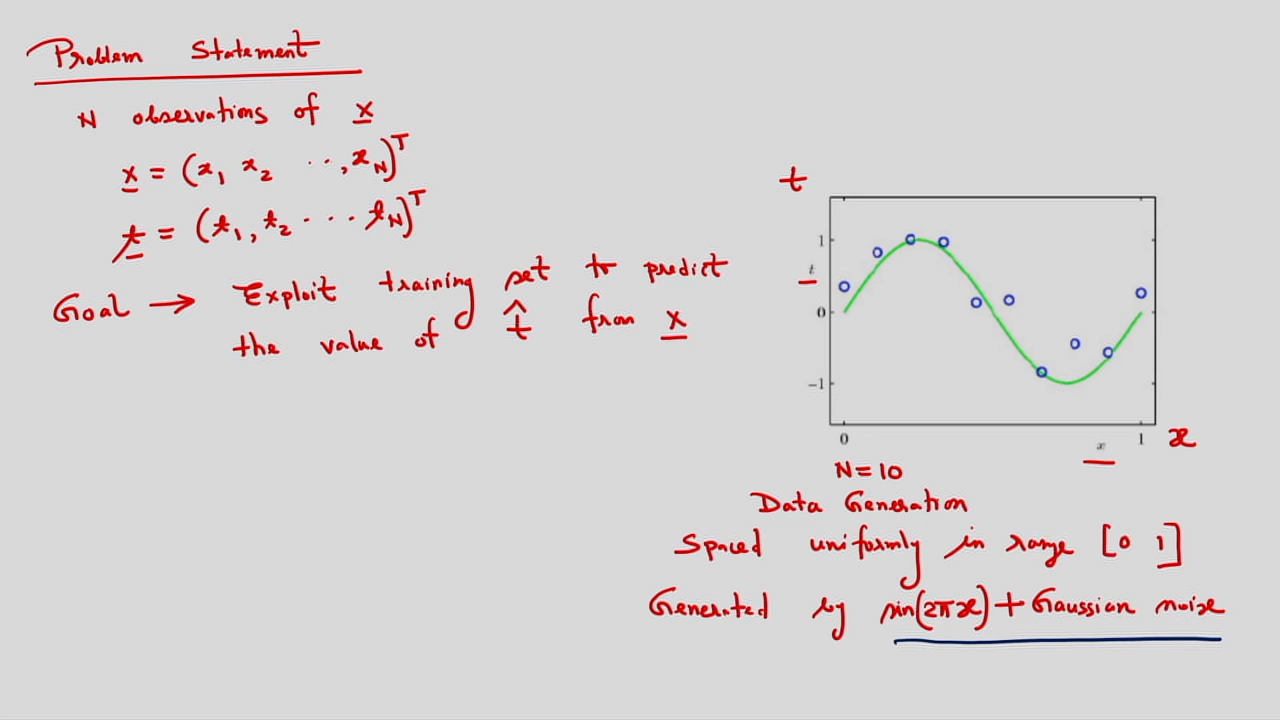 Problem Statement
N observations of x
x = (x₁ x₂ ..., x_N)ᵀ
t = (t₁, t₂ ... t_N)ᵀ
Goal → Exploit training set to predict
the value of t̂ from x
t
1
t
0
−1
0
x
1
x
N = 10
Data Generation
Spaced uniformly in range [0 1]
Generated by sin(2πx) + Gaussian noise